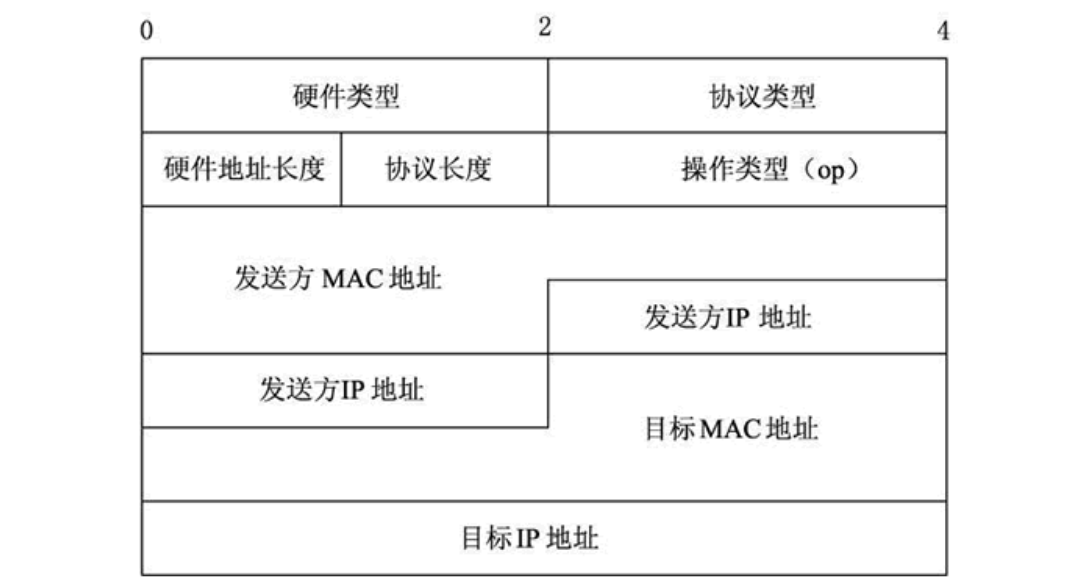 0 2 4
硬件类型 协议类型
硬件地址长度 协议长度 操作类型（op）
发送方 MAC 地址
发送方IP 地址
发送方IP 地址
目标MAC地址
目标IP 地址